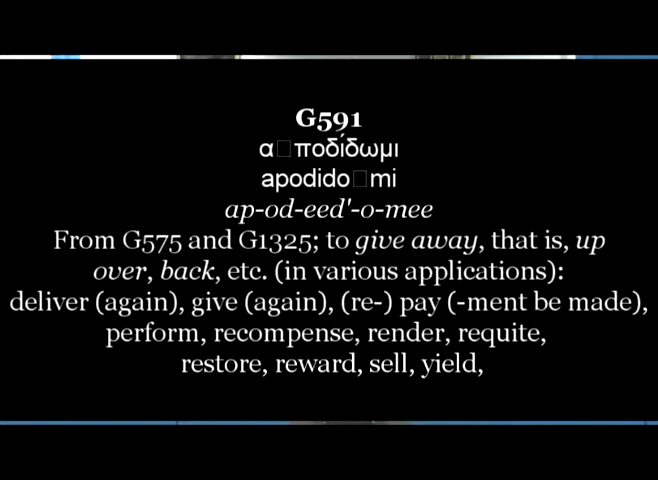 G591
α□ποδίδωμι
apodido□mi
ap-od-eed'-o-mee
From G575 and G1325; to give away, that is, up
over, back, etc. (in various applications):
deliver (again), give (again), (re-) pay (-ment be made),
perform, recompense, render, requite,
restore, reward, sell, yield,